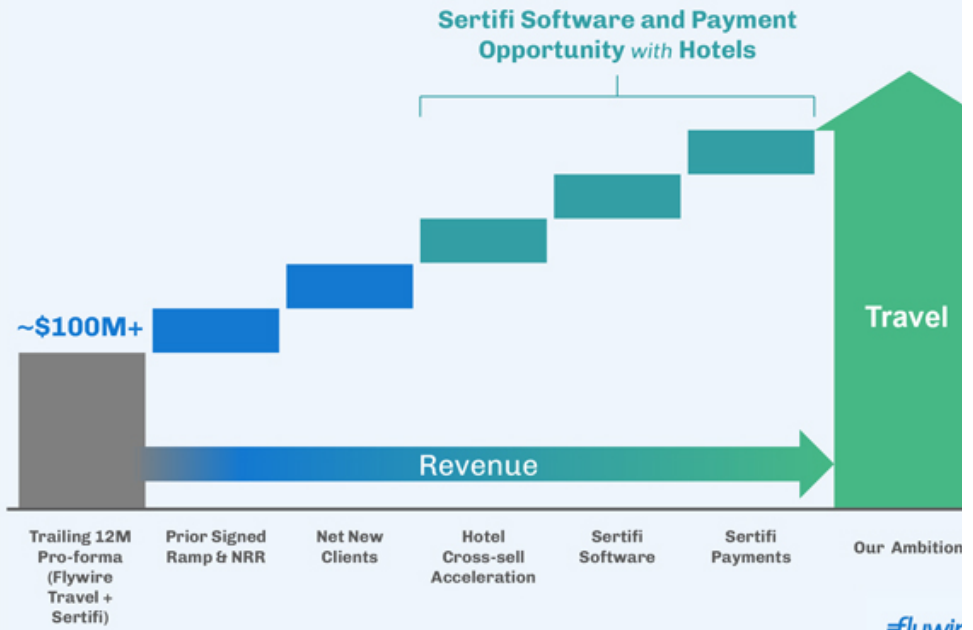 Sertifi Software and Payment
Opportunity with Hotels
~$100M+
Travel
Revenue
Trailing 12M
Pro-forma
(Flywire
Travel +
Sertifi)
Prior Signed
Ramp & NRR
Net New
Clients
Hotel
Cross-sell
Acceleration
Sertifi
Software
Sertifi
Payments
Our Ambition